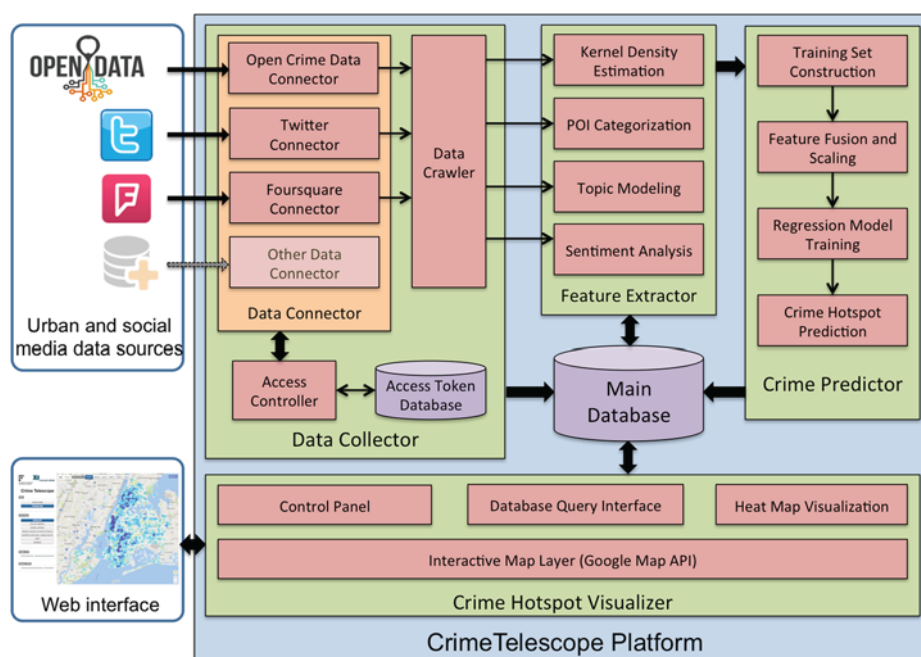 OPEN DATA
Urban and social
media data sources
Open Crime Data
Connector
Twitter
Connector
Foursquare
Connector
Other Data
Connector
Data Connector
Data
Crawler
Access
Controller
Access Token
Database
Data Collector
Kernel Density
Estimation
POI Categorization
Topic Modeling
Sentiment Analysis
Feature Extractor
Training Set
Construction
Feature Fusion and
Scaling
Regression Model
Training
Crime Hotspot
Prediction
Crime Predictor
Main
Database
Crime Telescope
Web interface
Control Panel
Database Query Interface
Heat Map Visualization
Interactive Map Layer (Google Map API)
Crime Hotspot Visualizer
CrimeTelescope Platform